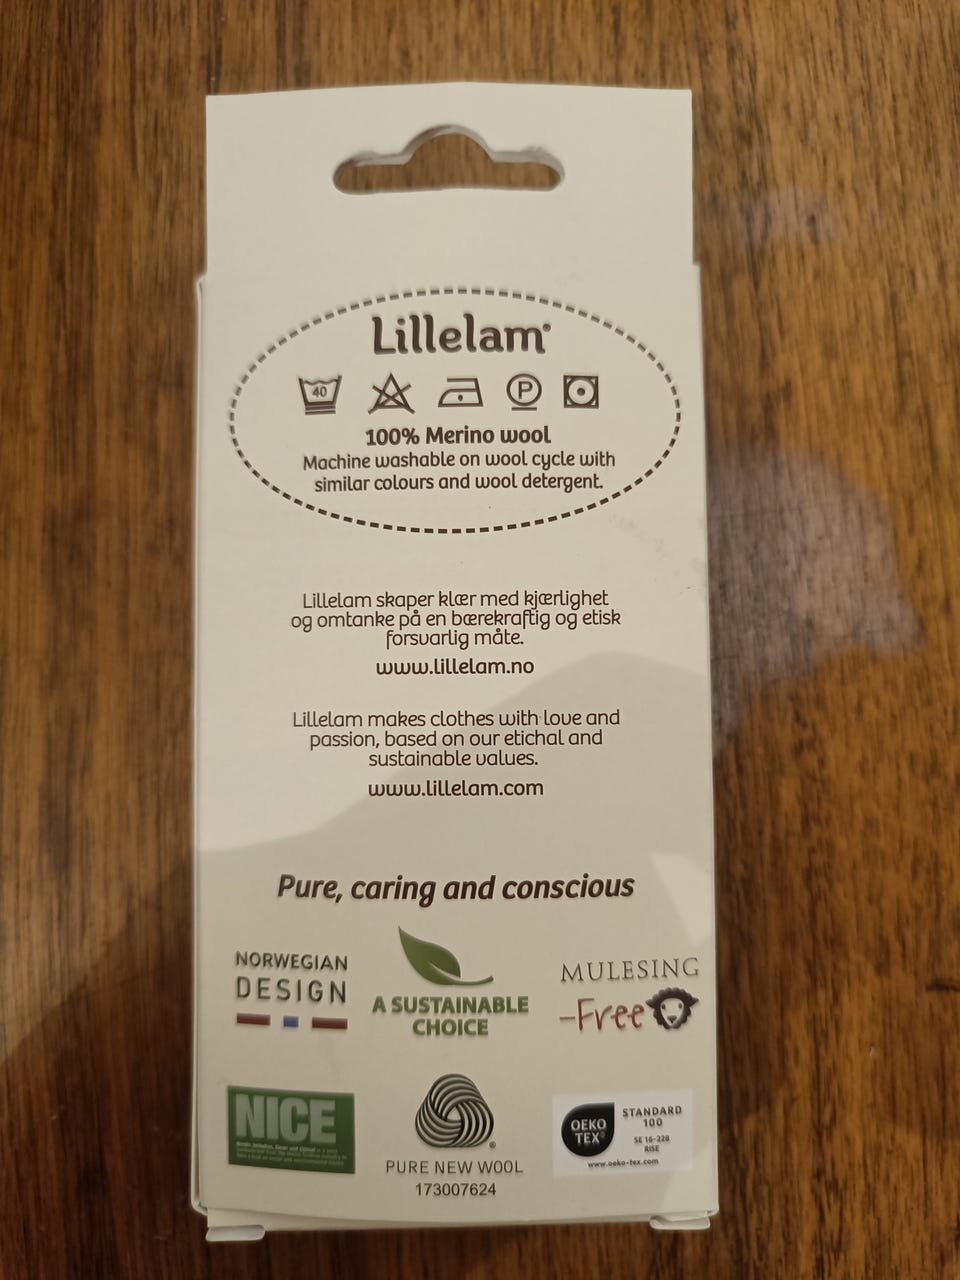 Lillelam®
40
P
100% Merino wool
Machine washable on wool cycle with
similar colours and wool detergent.
Lillelam skaper klær med kjærlighet
og omtanke på en bærekraftig og etisk
forsvarlig måte.
www.lillelam.no
Lillelam makes clothes with love and
passion, based on our etichal and
sustainable values.
www.lillelam.com
Pure, caring and conscious
NORWEGIAN
DESIGN
A SUSTAINABLE
CHOICE
MULESING
-Free
NICE
PURE NEW WOOL
173007624
OEKO
TEX®
STANDARD
100
SE 16-228
RISE
www.oeko-tex.com